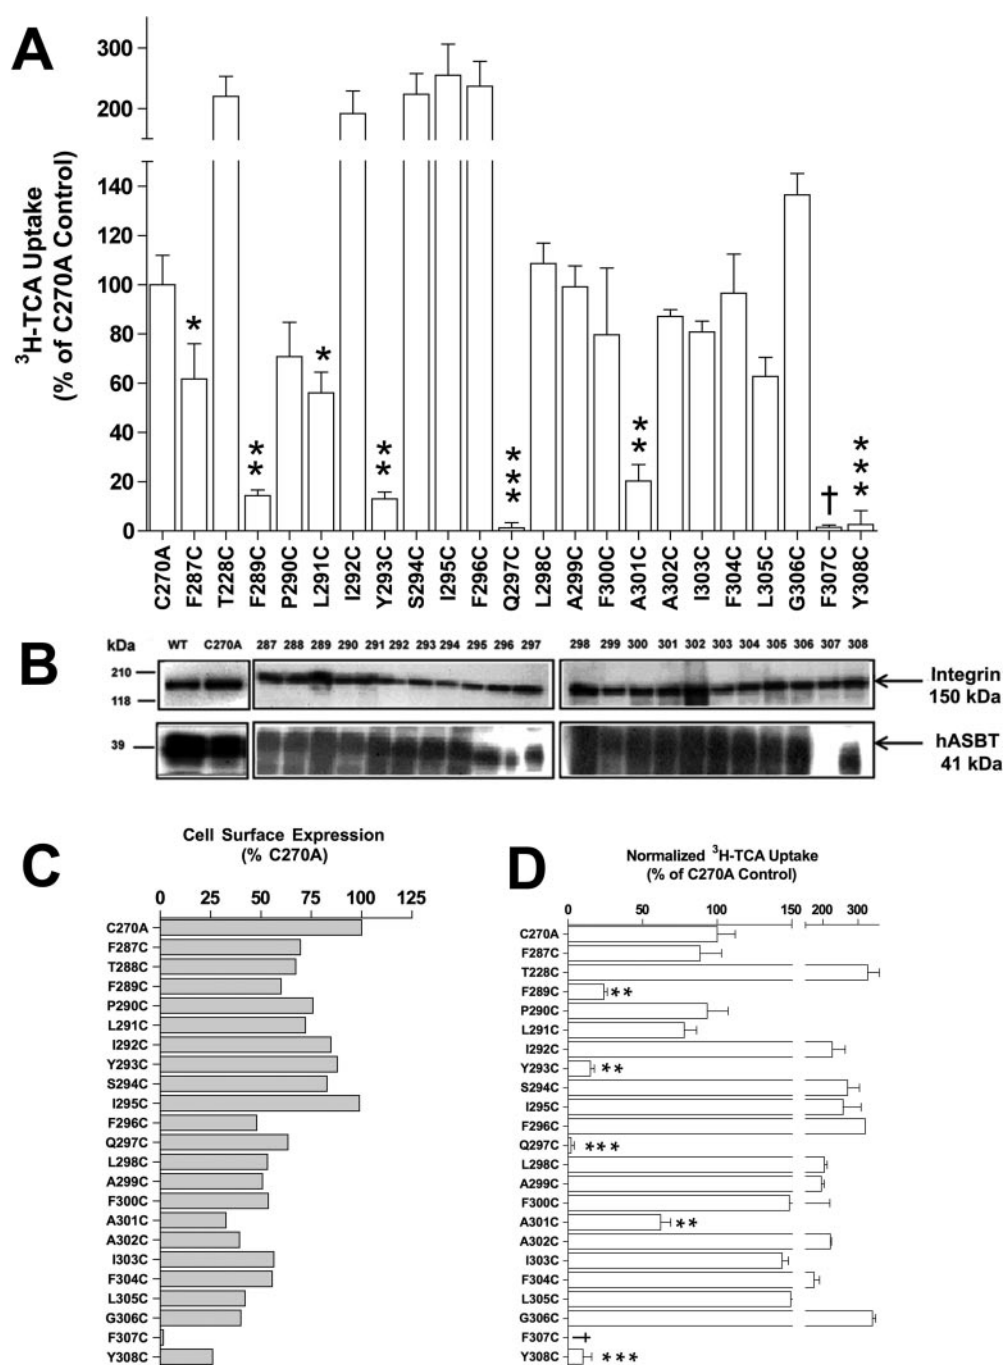 A
³H-TCA Uptake
(% of C270A Control)
300
200
140
120
100
80
60
40
20
0
*
**
*
**
***
**
†
***
C270A
F287C
T228C
F289C
P290C
L291C
I292C
Y293C
S294C
I295C
F296C
Q297C
L298C
A299C
F300C
A301C
A302C
I303C
F304C
L305C
G306C
F307C
Y308C
B
kDa WT C270A 287 288 289 290 291 292 293 294 295 296 297 298 299 300 301 302 303 304 305 306 307 308
210
118
Integrin
150 kDa
39
hASBT
41 kDa
C
Cell Surface Expression
(% C270A)
0 25 50 75 100 125
C270A
F287C
T288C
F289C
P290C
L291C
I292C
Y293C
S294C
I295C
F296C
Q297C
L298C
A299C
F300C
A301C
A302C
I303C
F304C
L305C
G306C
F307C
Y308C
D
Normalized ³H-TCA Uptake
(% of C270A Control)
0 50 100 150 200 300
C270A
F287C
T228C
F289C **
P290C
L291C
I292C
Y293C **
S294C
I295C
F296C
Q297C ***
L298C
A299C
F300C
A301C **
A302C
I303C
F304C
L305C
G306C
F307C †
Y308C ***